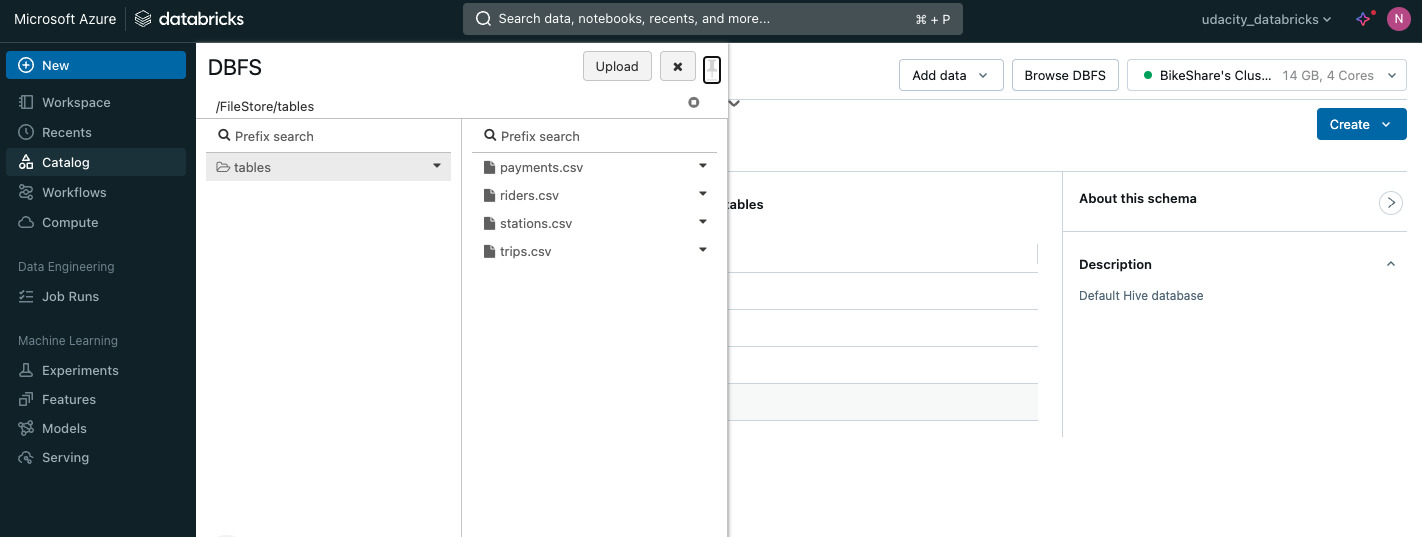 Microsoft Azure databricks
Search data, notebooks, recents, and more... ⌘ + P
udacity_databricks
N
New
Workspace
Recents
Catalog
Workflows
Compute
Data Engineering
Job Runs
Machine Learning
Experiments
Features
Models
Serving
DBFS
Upload
/FileStore/tables
Prefix search
tables
Prefix search
payments.csv
riders.csv
stations.csv
trips.csv
Add data
Browse DBFS
BikeShare's Clus... 14 GB, 4 Cores
Create
tables
About this schema
Description
Default Hive database